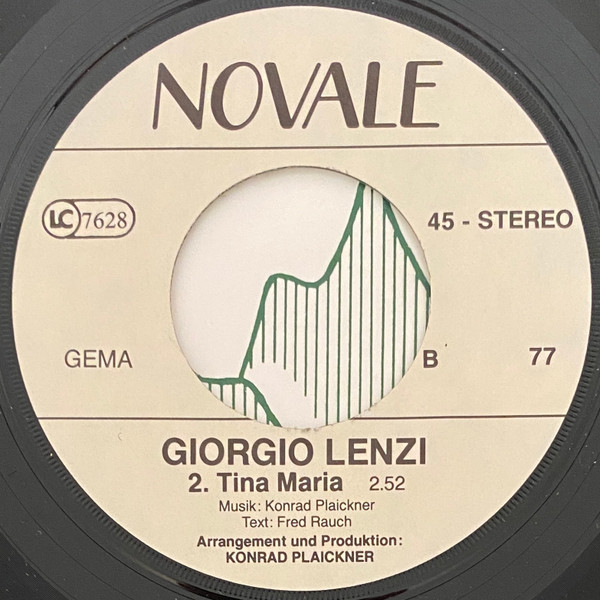 NOVALE
LC 7628
45 - STEREO
GEMA
B
77
GIORGIO LENZI
2. Tina Maria 2.52
Musik: Konrad Plaickner
Text: Fred Rauch
Arrangement und Produktion:
KONRAD PLAICKNER